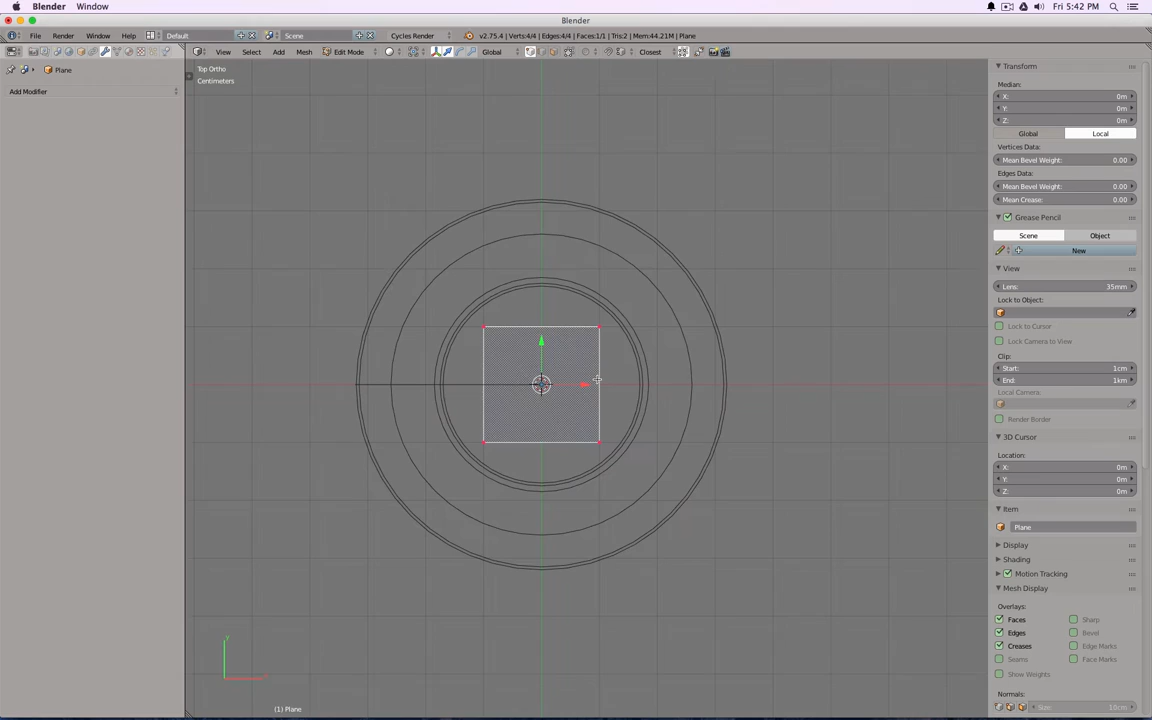 Blender Window Fri 5:42 PM
Blender
File Render Window Help Default Scene Cycles Render v2.75.4 | Verts:4/4 | Edges:4/4 | Faces:1/1 | Tris:2 | Mem:44.21M | Plane
View Select Add Mesh Edit Mode Global Closest
Plane
Add Modifier
Top Ortho
Centimeters
y
(1) Plane
Transform
Median:
X: 0m
Y: 0m
Z: 0m
Global Local
Vertices Data:
Mean Bevel Weight: 0.00
Edges Data:
Mean Bevel Weight: 0.00
Mean Crease: 0.00
Grease Pencil
Scene Object
New
View
Lens: 35mm
Lock to Object:
Lock to Cursor
Lock Camera to View
Clip:
Start: 1cm
End: 1km
Local Camera:
Render Border
3D Cursor
Location:
X: 0m
Y: 0m
Z: 0m
Item
Plane
Display
Shading
Motion Tracking
Mesh Display
Overlays:
Faces Sharp
Edges Bevel
Creases Edge Marks
Seams Face Marks
Show Weights
Normals:
Size: 10cm